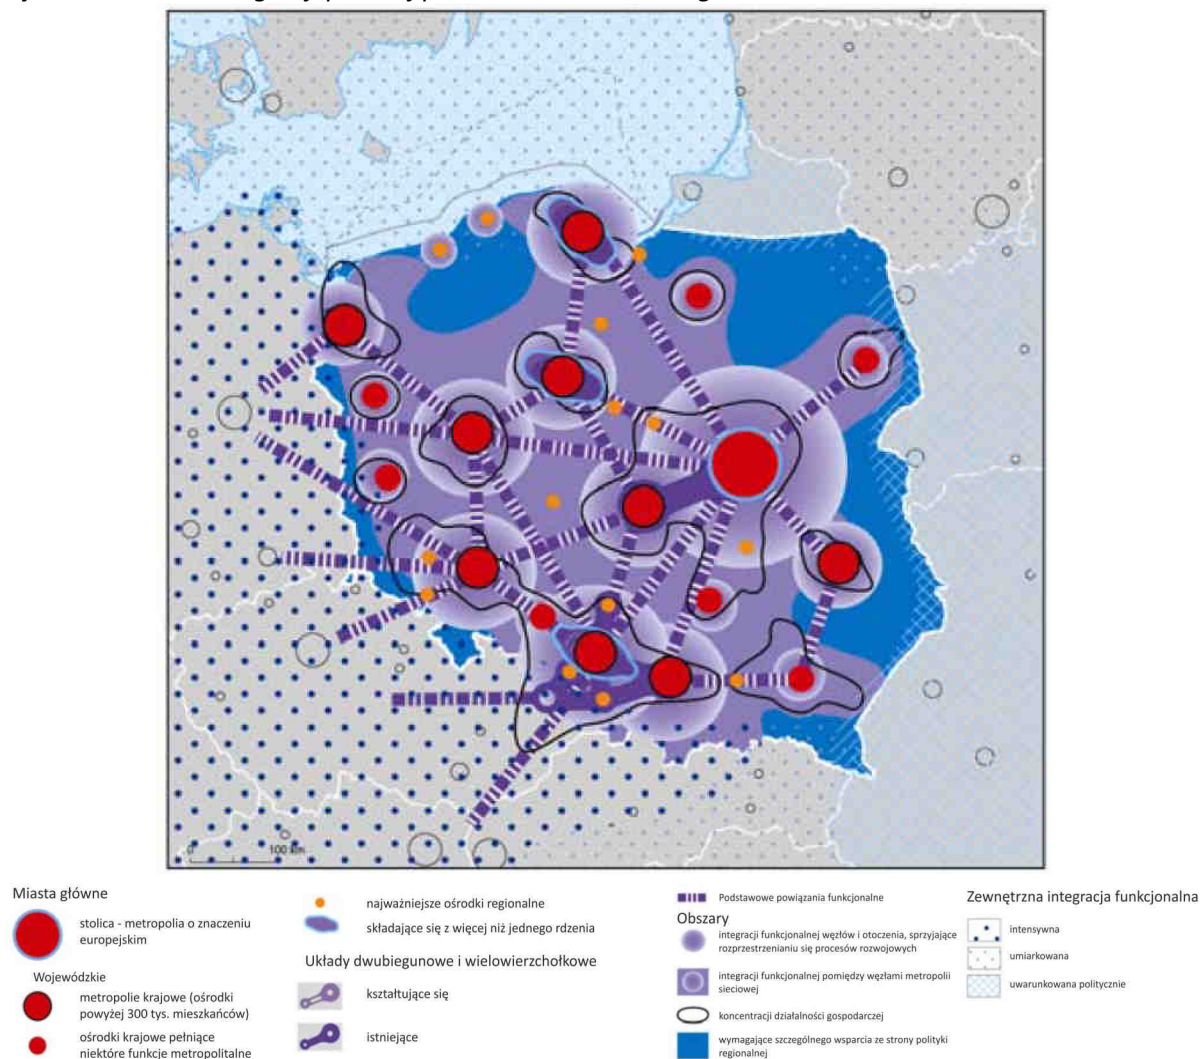 100 km
Miasta główne
stolica - metropolia o znaczeniu
europejskim
Wojewódzkie
metropolie krajowe (ośrodki
powyżej 300 tys. mieszkańców)
ośrodki krajowe pełniące
niektóre funkcje metropolitalne
najważniejsze ośrodki regionalne
składające się z więcej niż jednego rdzenia
Układy dwubiegunowe i wielowierzchołkowe
kształtujące się
istniejące
Podstawowe powiązania funkcjonalne
Obszary
integracji funkcjonalnej węzłów i otoczenia, sprzyjające
rozprzestrzenianiu się procesów rozwojowych
integracji funkcjonalnej pomiędzy węzłami metropolii
sieciowej
koncentracji działalności gospodarczej
wymagające szczególnego wsparcia ze strony polityki
regionalnej
Zewnętrzna integracja funkcjonalna
intensywna
umiarkowana
uwarunkowana politycznie